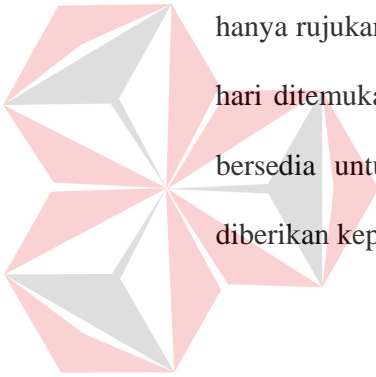 hanya rujukan
hari ditemuka
bersedia untu
diberikan kep